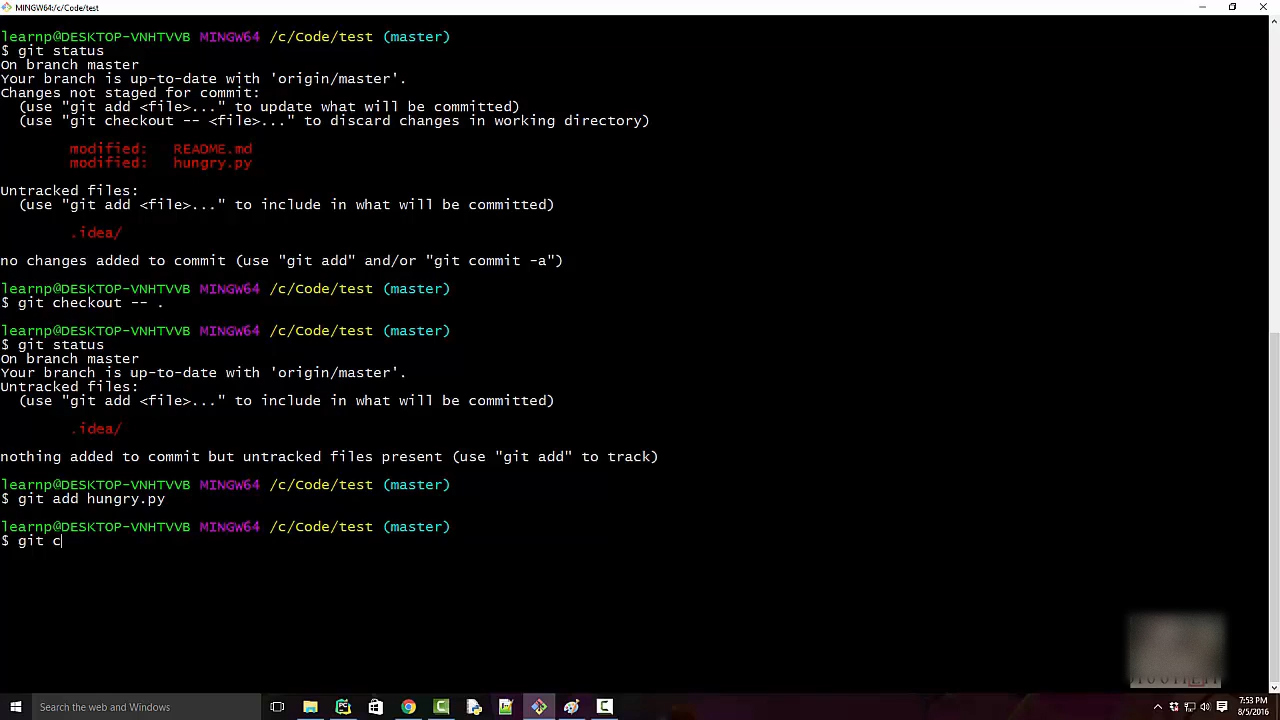 MINGW64:/c/Code/test
learnp@DESKTOP-VNHTVVB MINGW64 /c/Code/test (master)
$ git status
On branch master
Your branch is up-to-date with 'origin/master'.
Changes not staged for commit:
(use "git add <file>..." to update what will be committed)
(use "git checkout -- <file>..." to discard changes in working directory)
modified: README.md
modified: hungry.py
Untracked files:
(use "git add <file>..." to include in what will be committed)
.idea/
no changes added to commit (use "git add" and/or "git commit -a")
learnp@DESKTOP-VNHTVVB MINGW64 /c/Code/test (master)
$ git checkout -- .
learnp@DESKTOP-VNHTVVB MINGW64 /c/Code/test (master)
$ git status
On branch master
Your branch is up-to-date with 'origin/master'.
Untracked files:
(use "git add <file>..." to include in what will be committed)
.idea/
nothing added to commit but untracked files present (use "git add" to track)
learnp@DESKTOP-VNHTVVB MINGW64 /c/Code/test (master)
$ git add hungry.py
learnp@DESKTOP-VNHTVVB MINGW64 /c/Code/test (master)
$ git c
Search the web and Windows
7:53 PM
8/5/2016